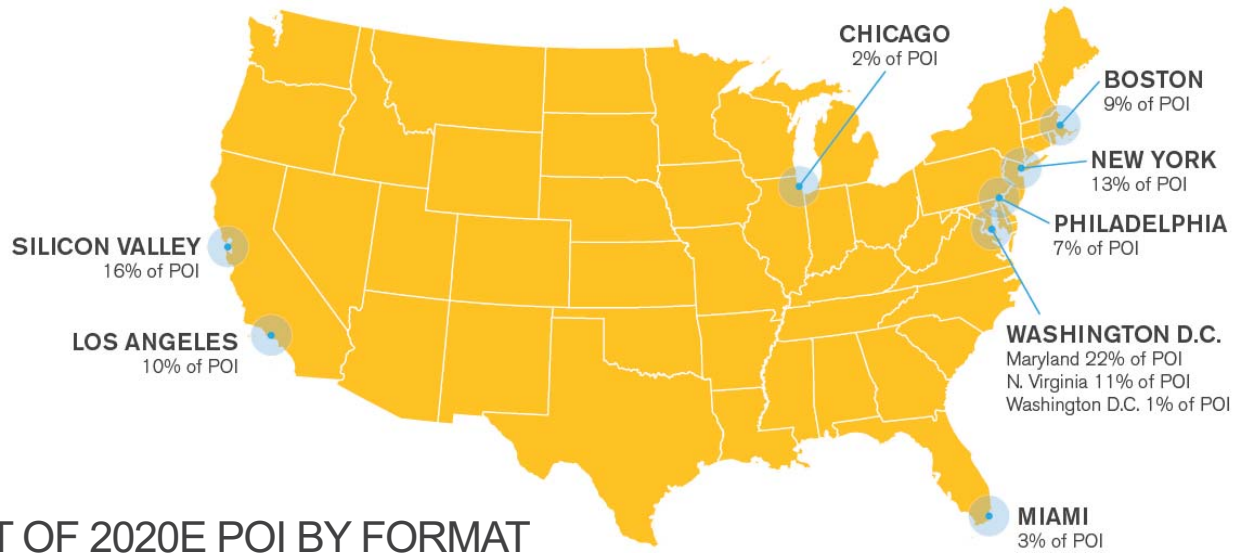 CHICAGO
2% of POI
BOSTON
9% of POI
NEW YORK
13% of POI
PHILADELPHIA
7% of POI
SILICON VALLEY
16% of POI
LOS ANGELES
10% of POI
WASHINGTON D.C.
Maryland 22% of POI
N. Virginia 11% of POI
Washington D.C. 1% of POI
MIAMI
3% of POI
T OF 2020E POI BY FORMAT